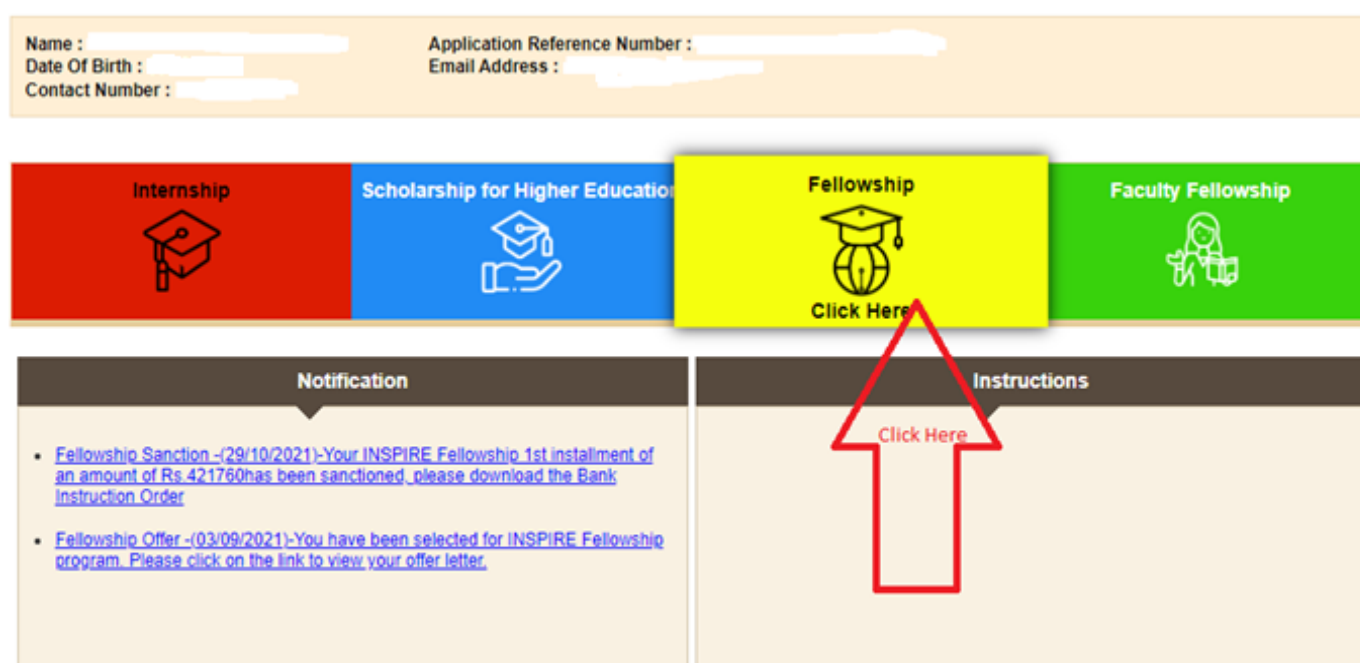 Name :
Application Reference Number :
Date Of Birth :
Email Address :
Contact Number :
Internship
Scholarship for Higher Education
Fellowship
Click Here
Faculty Fellowship
Notification
Fellowship Sanction -(29/10/2021)-Your INSPIRE Fellowship 1st installment of
an amount of Rs.421760has been sanctioned, please download the Bank
Instruction Order
Fellowship Offer -(03/09/2021)-You have been selected for INSPIRE Fellowship
program. Please click on the link to view your offer letter.
Instructions
Click Here